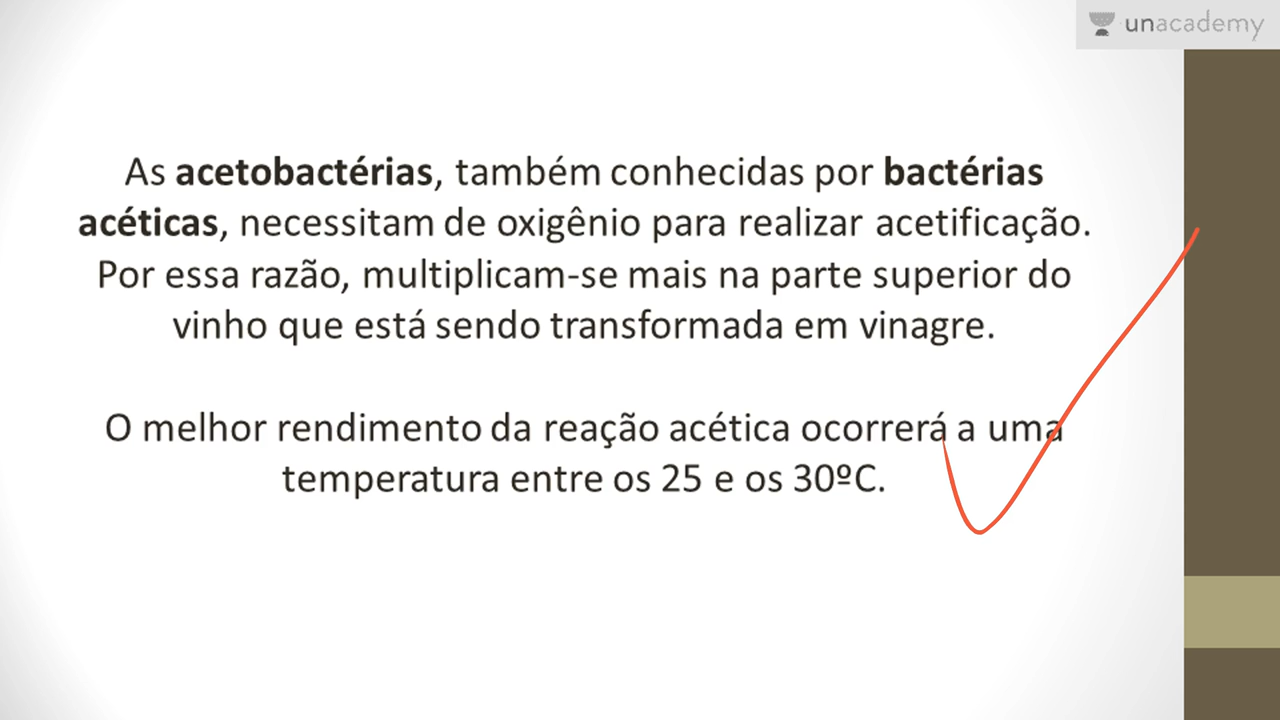 unacademy
As acetobactérias, também conhecidas por bactérias
acéticas, necessitam de oxigênio para realizar acetificação.
Por essa razão, multiplicam-se mais na parte superior do
vinho que está sendo transformada em vinagre.
O melhor rendimento da reação acética ocorrerá a uma
temperatura entre os 25 e os 30ºC.